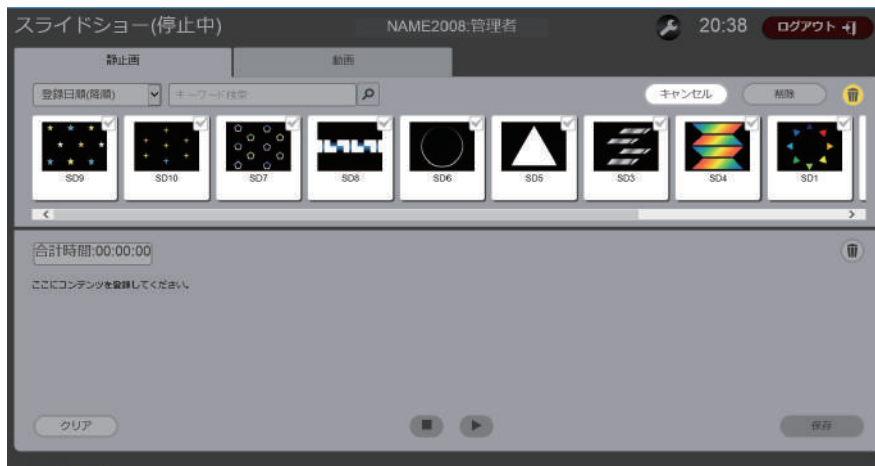 スライドショー(停止中)
NAME2008:管理者
20:38
ログアウト
静止画
動画
登録日順(降順)
キーワード検索
キャンセル
削除
SD9
SD10
SD7
SD8
SD6
SD5
SD3
SD4
SD1
合計時間:00:00:00
ここにコンテンツを登録してください。
クリア
保存